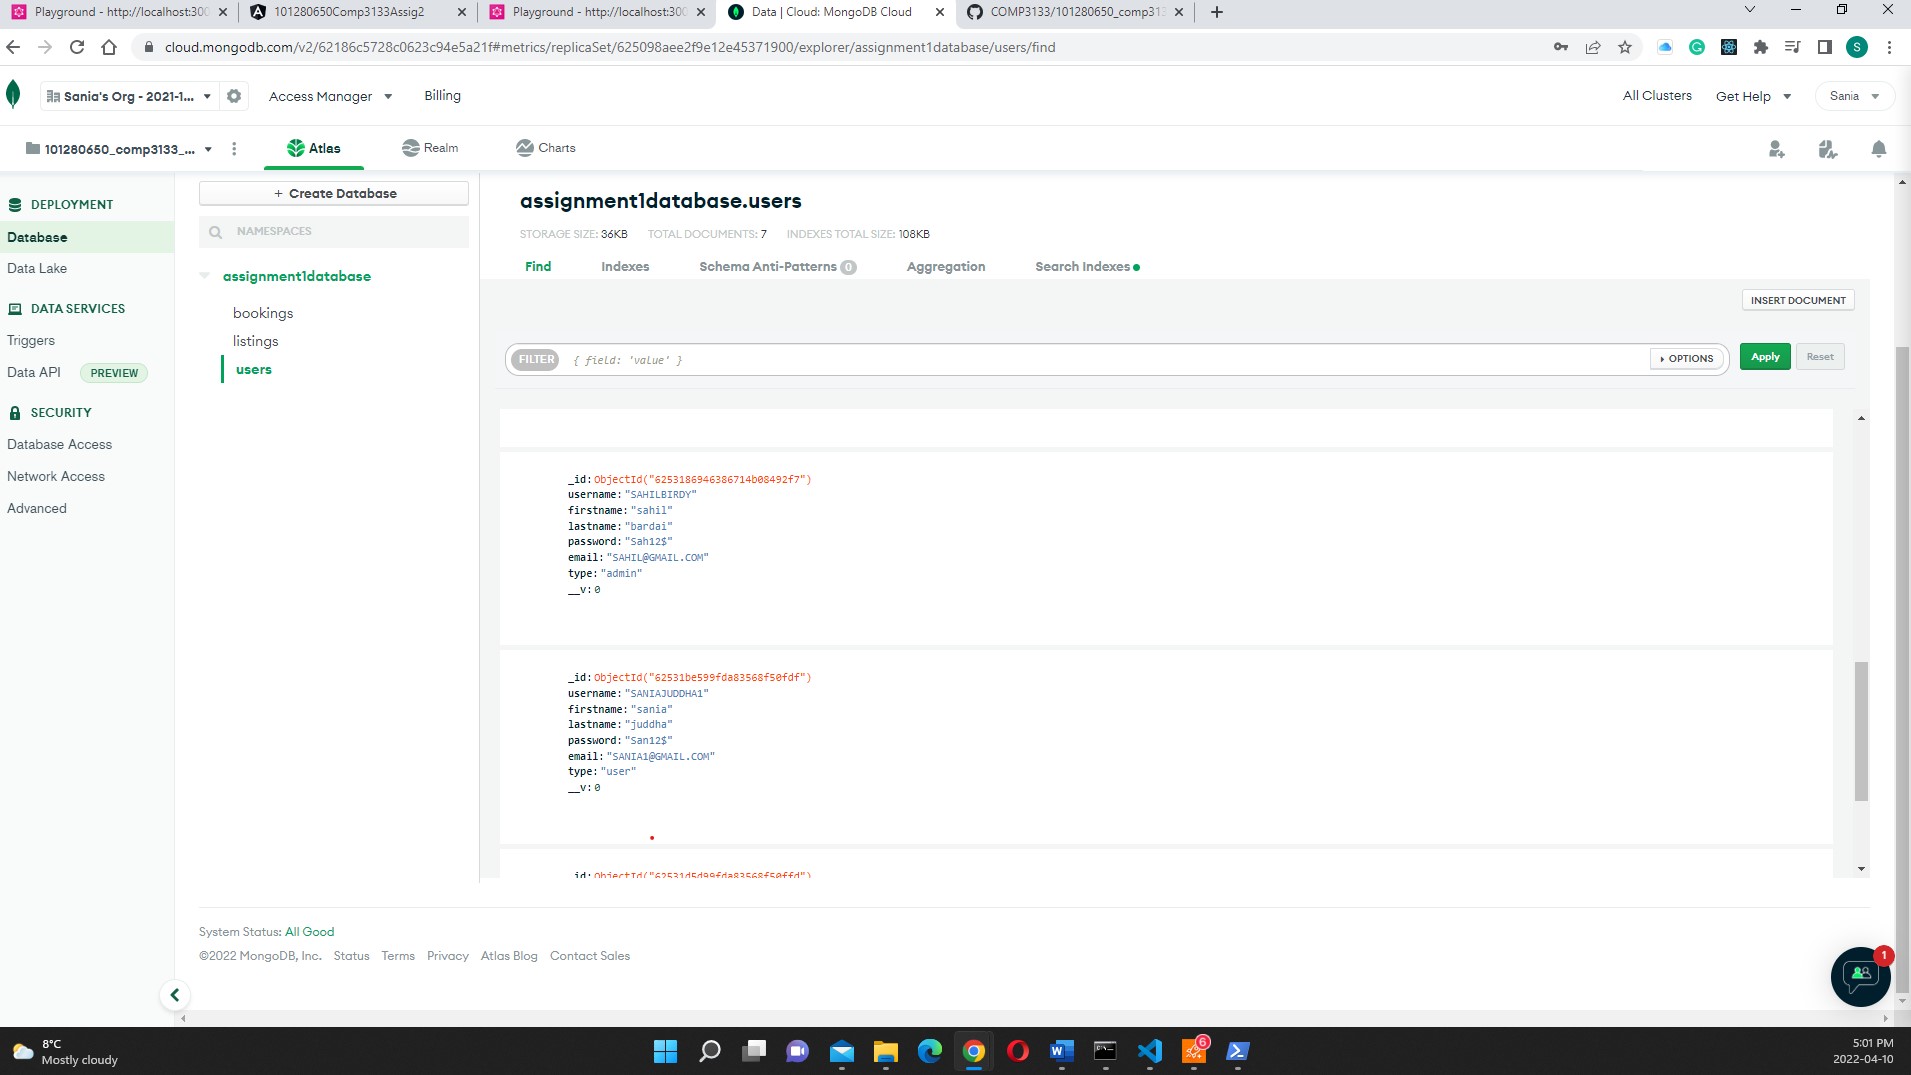 Playground - http://localhost:300
101280650Comp3133Assig2
Playground - http://localhost:300
Data | Cloud: MongoDB Cloud
COMP3133/101280650_comp313
cloud.mongodb.com/v2/62186c5728c0623c94e5a21f#metrics/replicaSet/625098aee2f9e12e45371900/explorer/assignment1database/users/find
S
Sania's Org - 2021-1...
Access Manager
Billing
All Clusters
Get Help
Sania
101280650_comp3133_...
Atlas
Realm
Charts
DEPLOYMENT
Database
Data Lake
DATA SERVICES
Triggers
Data API PREVIEW
SECURITY
Database Access
Network Access
Advanced
+ Create Database
NAMESPACES
assignment1database
bookings
listings
users
assignment1database.users
STORAGE SIZE: 36KB TOTAL DOCUMENTS: 7 INDEXES TOTAL SIZE: 108KB
Find Indexes Schema Anti-Patterns 0 Aggregation Search Indexes
INSERT DOCUMENT
FILTER { field: 'value' } OPTIONS Apply Reset
_id: ObjectId("6253186946386714b08492f7")
username: "SAHILBIRDY"
firstname: "sahil"
lastname: "bardai"
password: "Sah12$"
email: "SAHIL@GMAIL.COM"
type: "admin"
__v: 0
_id: ObjectId("62531be599fda83568f50fdf")
username: "SANIAJUDDHA1"
firstname: "sania"
lastname: "juddha"
password: "San12$"
email: "SANIA1@GMAIL.COM"
type: "user"
__v: 0
_id: ObjectId("62531d5d99fda83568f50ffd")
System Status: All Good
©2022 MongoDB, Inc. Status Terms Privacy Atlas Blog Contact Sales
1
8°C
Mostly cloudy
6
5:01 PM
2022-04-10